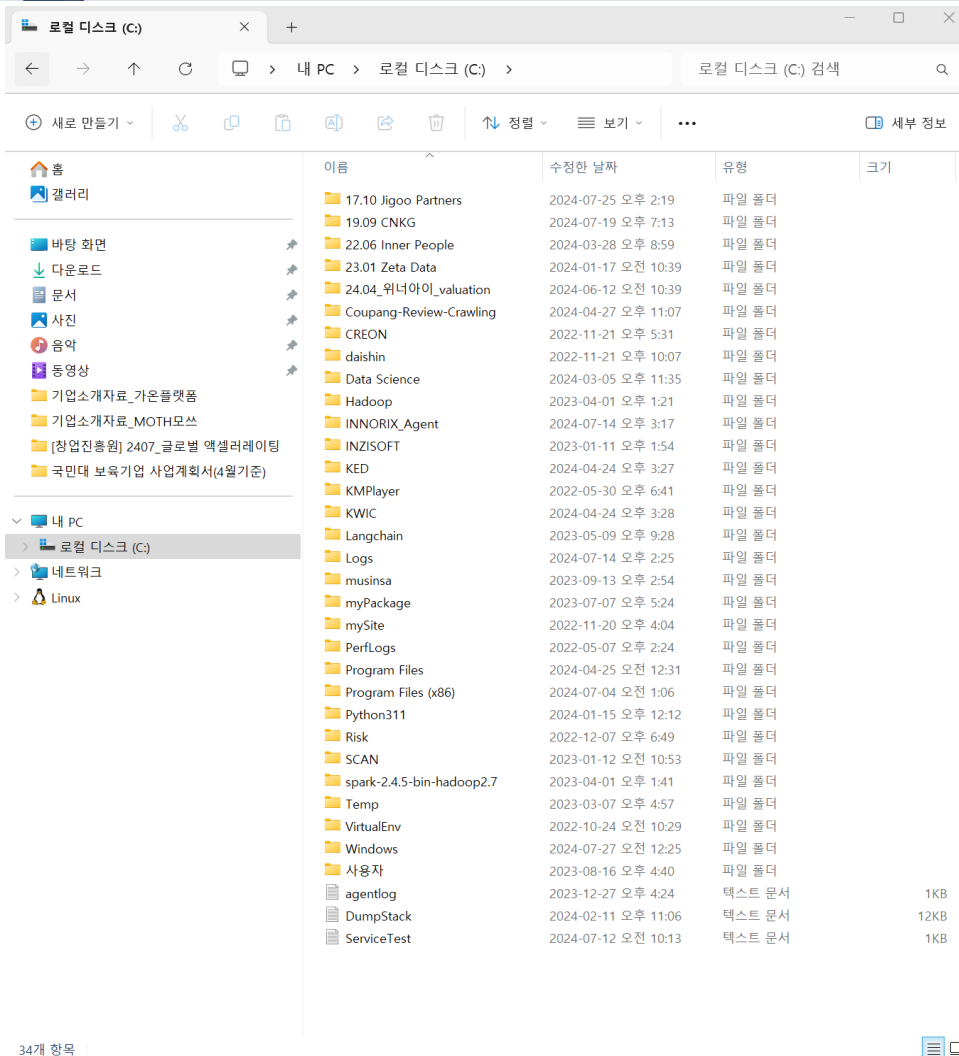 로컬 디스크 (C:)
내 PC > 로컬 디스크 (C:) >
로컬 디스크 (C:) 검색
새로 만들기
정렬
보기
세부 정보
홈
갤러리
바탕 화면
다운로드
문서
사진
음악
동영상
기업소개자료_가온플랫폼
기업소개자료_MOTH모쓰
[창업진흥원] 2407_글로벌 액셀러레이팅
국민대 보육기업 사업계획서(4월기준)
내 PC
로컬 디스크 (C:)
네트워크
Linux
이름 수정한 날짜 유형 크기
17.10 Jigoo Partners 2024-07-25 오후 2:19 파일 폴더
19.09 CNKG 2024-07-19 오후 7:13 파일 폴더
22.06 Inner People 2024-03-28 오후 8:59 파일 폴더
23.01 Zeta Data 2024-01-17 오전 10:39 파일 폴더
24.04_위너아이_valuation 2024-06-12 오전 10:39 파일 폴더
Coupang-Review-Crawling 2024-04-27 오후 11:07 파일 폴더
CREON 2022-11-21 오후 5:31 파일 폴더
daishin 2022-11-21 오후 10:07 파일 폴더
Data Science 2024-03-05 오후 11:35 파일 폴더
Hadoop 2023-04-01 오후 1:21 파일 폴더
INNORIX_Agent 2024-07-14 오후 3:17 파일 폴더
INZISOFT 2023-01-11 오후 1:54 파일 폴더
KED 2024-04-24 오후 3:27 파일 폴더
KMPlayer 2022-05-30 오후 6:41 파일 폴더
KWIC 2024-04-24 오후 3:28 파일 폴더
Langchain 2023-05-09 오후 9:28 파일 폴더
Logs 2024-07-14 오후 2:25 파일 폴더
musinsa 2023-09-13 오후 2:54 파일 폴더
myPackage 2023-07-07 오후 5:24 파일 폴더
mySite 2022-11-20 오후 4:04 파일 폴더
PerfLogs 2022-05-07 오후 2:24 파일 폴더
Program Files 2024-04-25 오전 12:31 파일 폴더
Program Files (x86) 2024-07-04 오전 1:06 파일 폴더
Python311 2024-01-15 오후 12:12 파일 폴더
Risk 2022-12-07 오후 6:49 파일 폴더
SCAN 2023-01-12 오전 10:53 파일 폴더
spark-2.4.5-bin-hadoop2.7 2023-04-01 오후 1:41 파일 폴더
Temp 2023-03-07 오후 4:57 파일 폴더
VirtualEnv 2022-10-24 오전 10:29 파일 폴더
Windows 2024-07-27 오전 12:25 파일 폴더
사용자 2023-08-16 오후 4:40 파일 폴더
agentlog 2023-12-27 오후 4:24 텍스트 문서 1KB
DumpStack 2024-02-11 오후 11:06 텍스트 문서 12KB
ServiceTest 2024-07-12 오전 10:13 텍스트 문서 1KB
34개 항목